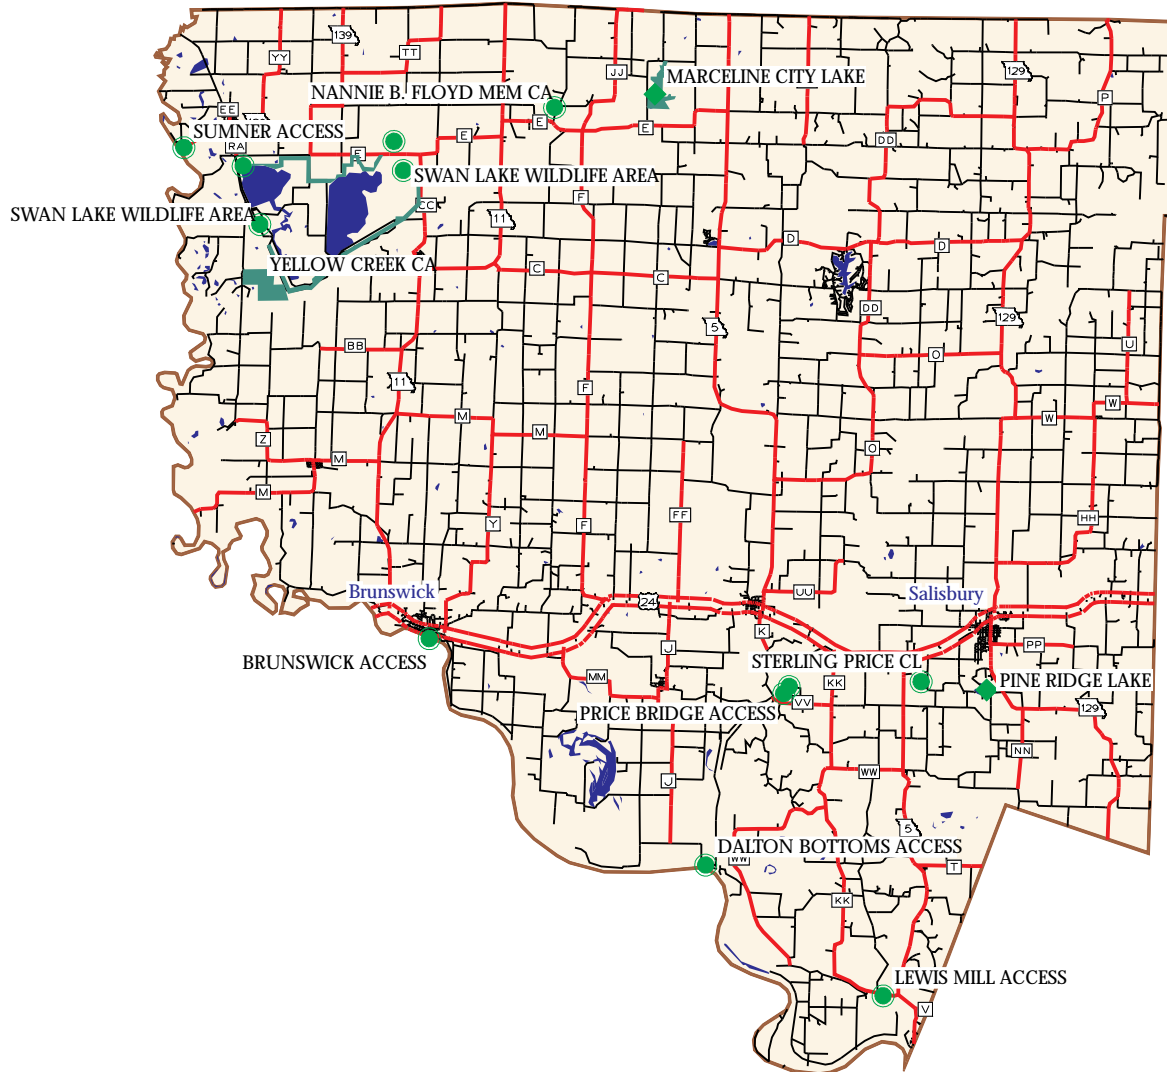 139
YY
TT
JJ
MARCELINE CITY LAKE
129
NANNIE B. FLOYD MEM CA
P
EE
E
E
SUMNER ACCESS
E
DD
RA
E
SWAN LAKE WILDLIFE AREA
F
CC
SWAN LAKE WILDLIFE AREA
11
D
D
YELLOW CREEK CA
C
C
DD
129
5
BB
U
O
11
F
W
M
W
M
Z
O
M
M
FF
HH
Y
F
Brunswick
UU
Salisbury
24
K
PP
J
BRUNSWICK ACCESS
STERLING PRICE CL
MM
KK
PINE RIDGE LAKE
VV
129
PRICE BRIDGE ACCESS
NN
WW
J
5
DALTON BOTTOMS ACCESS
WW
T
KK
LEWIS MILL ACCESS
V